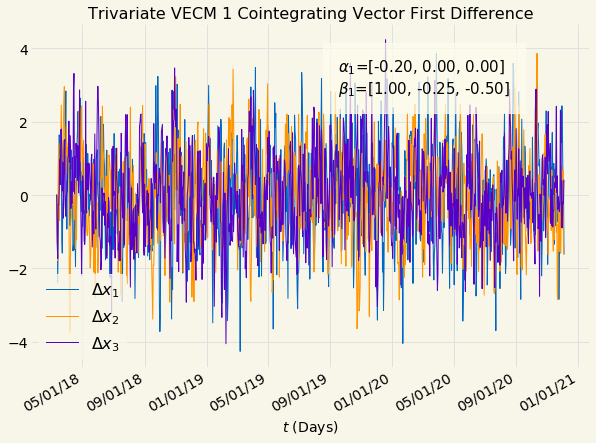 Trivariate VECM 1 Cointegrating Vector First Difference
α₁=[-0.20, 0.00, 0.00]
β₁=[1.00, -0.25, -0.50]
4
2
0
−2
−4
Δx₁
Δx₂
Δx₃
05/01/18 09/01/18 01/01/19 05/01/19 09/01/19 01/01/20 05/01/20 09/01/20 01/01/21
t (Days)